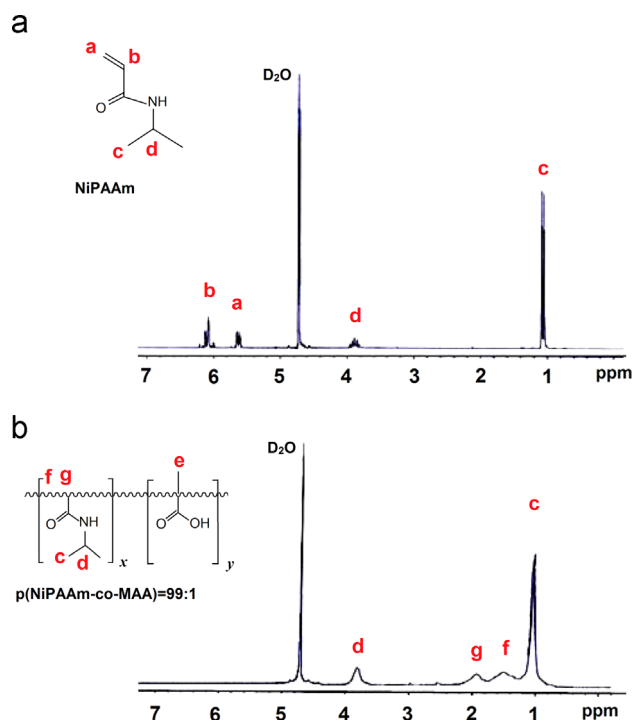 a
a
b
O
NH
c
d
NiPAAm
D₂O
c
b
a
d
7 6 5 4 3 2 1 ppm
b
D₂O
f g
e
c
O
NH
O
OH
c
d
x
y
p(NiPAAm-co-MAA)=99:1
d
g
f
7 6 5 4 3 2 1 ppm